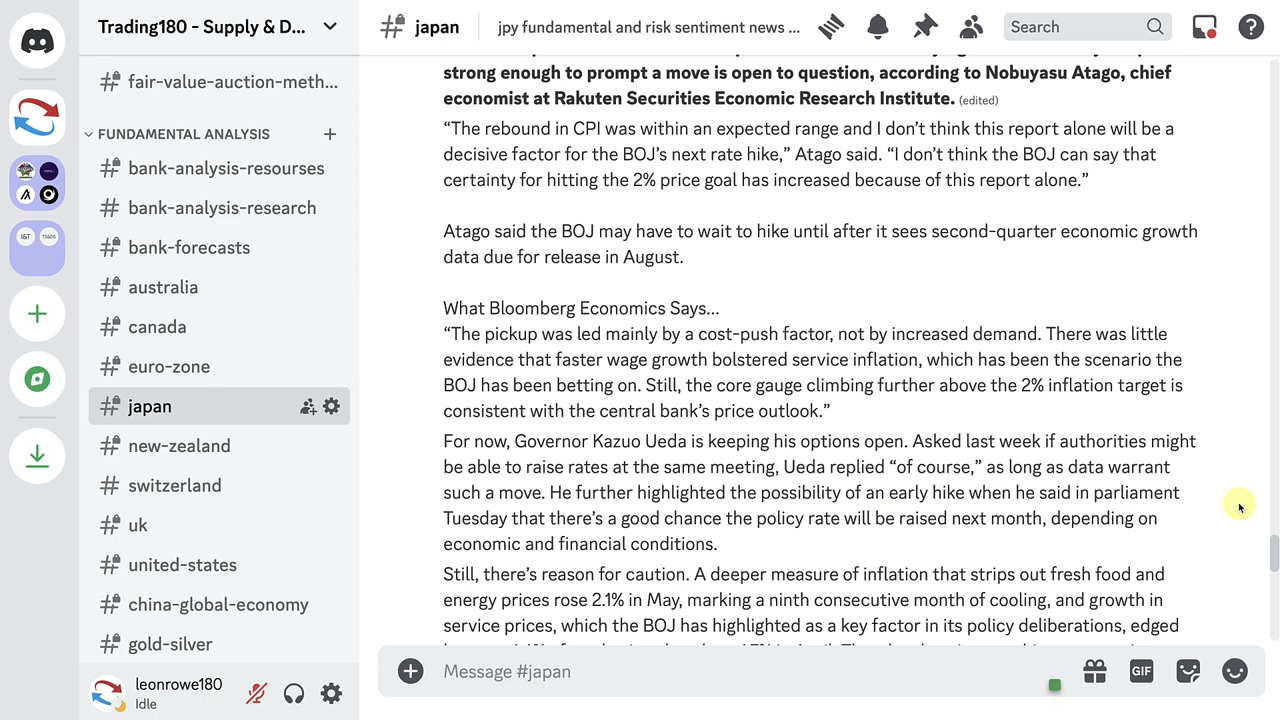 Trading180 - Supply & D...
fair-value-auction-meth...
FUNDAMENTAL ANALYSIS
bank-analysis-resourses
bank-analysis-research
bank-forecasts
australia
canada
euro-zone
japan
new-zealand
switzerland
uk
united-states
china-global-economy
gold-silver
leonrowe180
Idle
japan
jpy fundamental and risk sentiment news ...
Search
strong enough to prompt a move is open to question, according to Nobuyasu Atago, chief
economist at Rakuten Securities Economic Research Institute. (edited)
“The rebound in CPI was within an expected range and I don’t think this report alone will be a
decisive factor for the BOJ’s next rate hike,” Atago said. “I don’t think the BOJ can say that
certainty for hitting the 2% price goal has increased because of this report alone.”
Atago said the BOJ may have to wait to hike until after it sees second-quarter economic growth
data due for release in August.
What Bloomberg Economics Says...
“The pickup was led mainly by a cost-push factor, not by increased demand. There was little
evidence that faster wage growth bolstered service inflation, which has been the scenario the
BOJ has been betting on. Still, the core gauge climbing further above the 2% inflation target is
consistent with the central bank’s price outlook.”
For now, Governor Kazuo Ueda is keeping his options open. Asked last week if authorities might
be able to raise rates at the same meeting, Ueda replied “of course,” as long as data warrant
such a move. He further highlighted the possibility of an early hike when he said in parliament
Tuesday that there’s a good chance the policy rate will be raised next month, depending on
economic and financial conditions.
Still, there’s reason for caution. A deeper measure of inflation that strips out fresh food and
energy prices rose 2.1% in May, marking a ninth consecutive month of cooling, and growth in
service prices, which the BOJ has highlighted as a key factor in its policy deliberations, edged
Message #japan
GIF